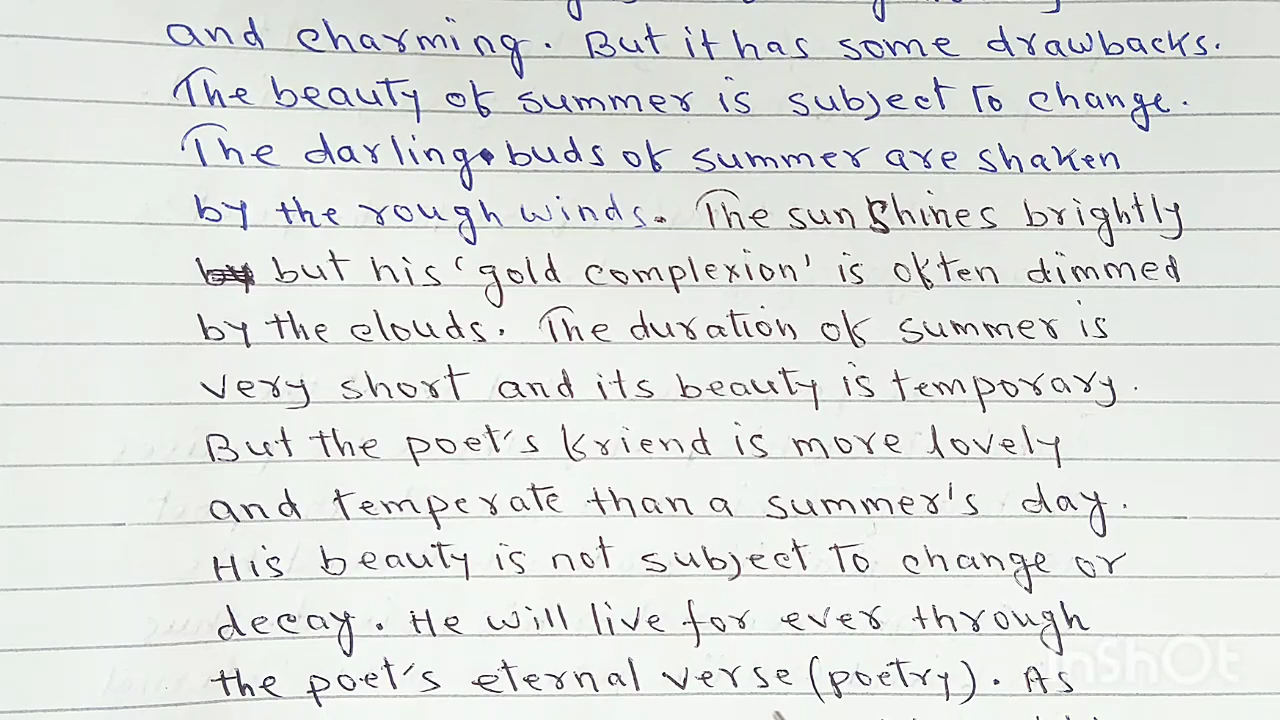 and charming. But it has some drawbacks.
The beauty of summer is subject to change.
The darling buds of summer are shaken
by the rough winds. The sun shines brightly
but his 'gold complexion' is often dimmed
by the clouds. The duration of summer is
very short and its beauty is temporary.
But the poet's friend is more lovely
and temperate than a summer's day.
His beauty is not subject to change or
decay. He will live for ever through
the poet's eternal verse (poetry). As
InShOt